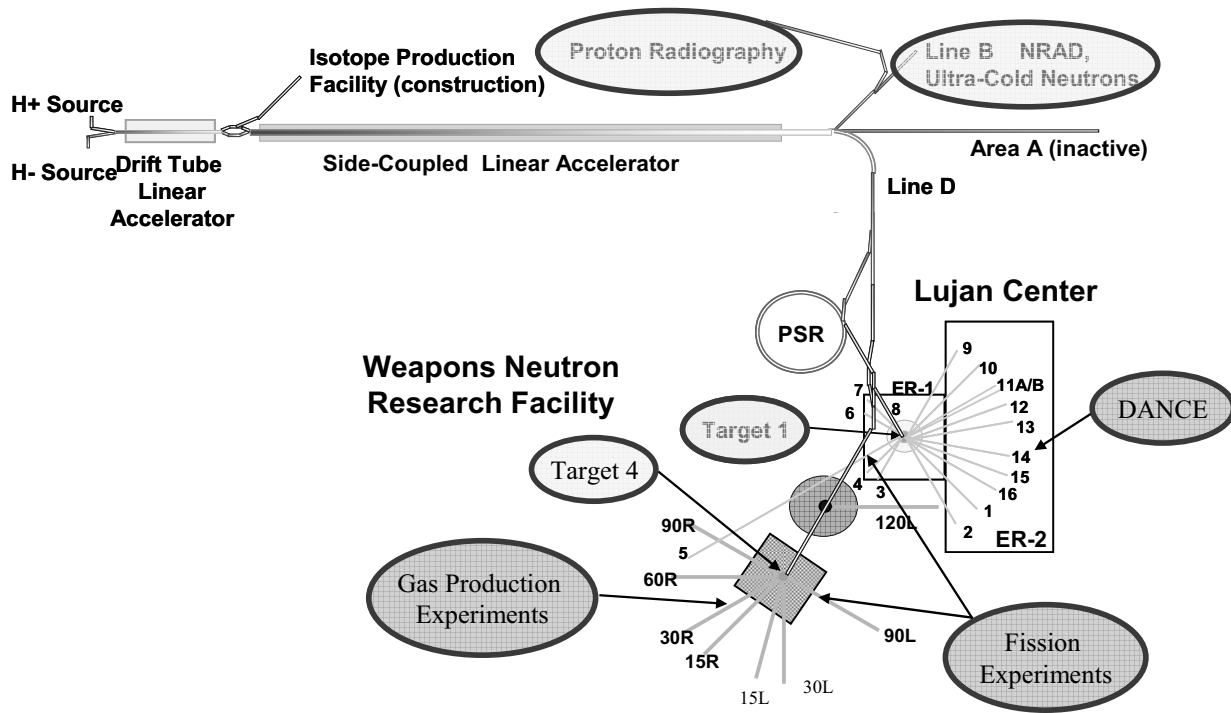 Proton Radiography
Line B NRAD,
Ultra-Cold Neutrons
Isotope Production
Facility (construction)
H+ Source
H- Source
Drift Tube
Linear
Accelerator
Side-Coupled Linear Accelerator
Area A (inactive)
Line D
Lujan Center
PSR
Weapons Neutron
Research Facility
ER-1
7
6
8
9
10
11A/B
12
13
14
15
16
1
2
ER-2
DANCE
Target 1
Target 4
4
3
120L
90R
5
60R
30R
15R
15L
30L
90L
Gas Production
Experiments
Fission
Experiments